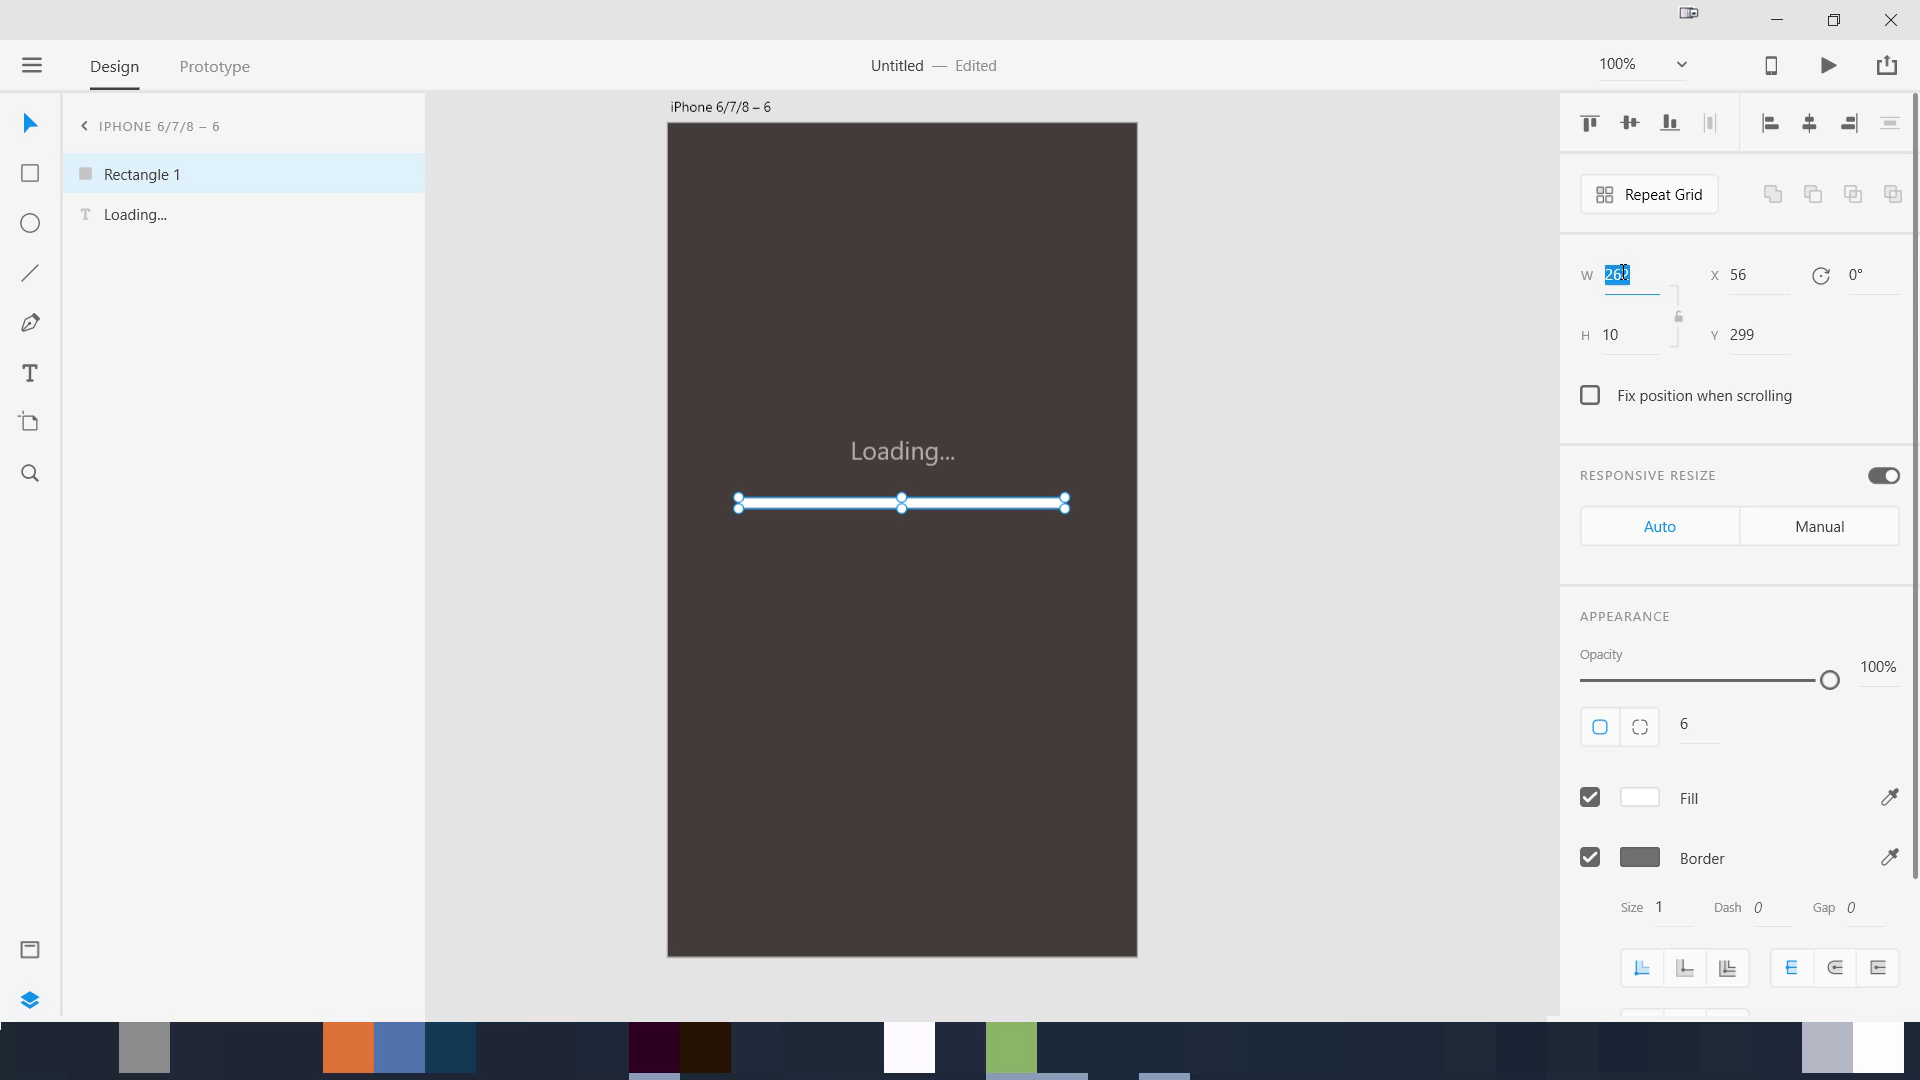 Design
Prototype
Untitled — Edited
100%
IPHONE 6/7/8 – 6
Rectangle 1
Loading...
iPhone 6/7/8 – 6
Loading...
Repeat Grid
W 262
X 56
0°
H 10
Y 299
Fix position when scrolling
RESPONSIVE RESIZE
Auto
Manual
APPEARANCE
Opacity
100%
6
Fill
Border
Size 1
Dash 0
Gap 0